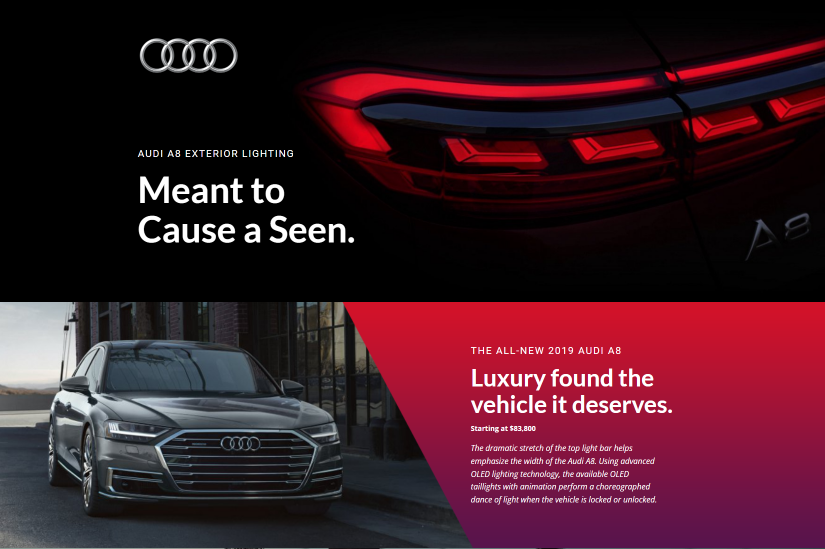 AUDI A8 EXTERIOR LIGHTING
Meant to
Cause a Seen.
A8
THE ALL-NEW 2019 AUDI A8
Luxury found the
vehicle it deserves.
Starting at $83,800
The dramatic stretch of the top light bar helps
emphasize the width of the Audi A8. Using advanced
OLED lighting technology, the available OLED
taillights with animation perform a choreographed
dance of light when the vehicle is locked or unlocked.